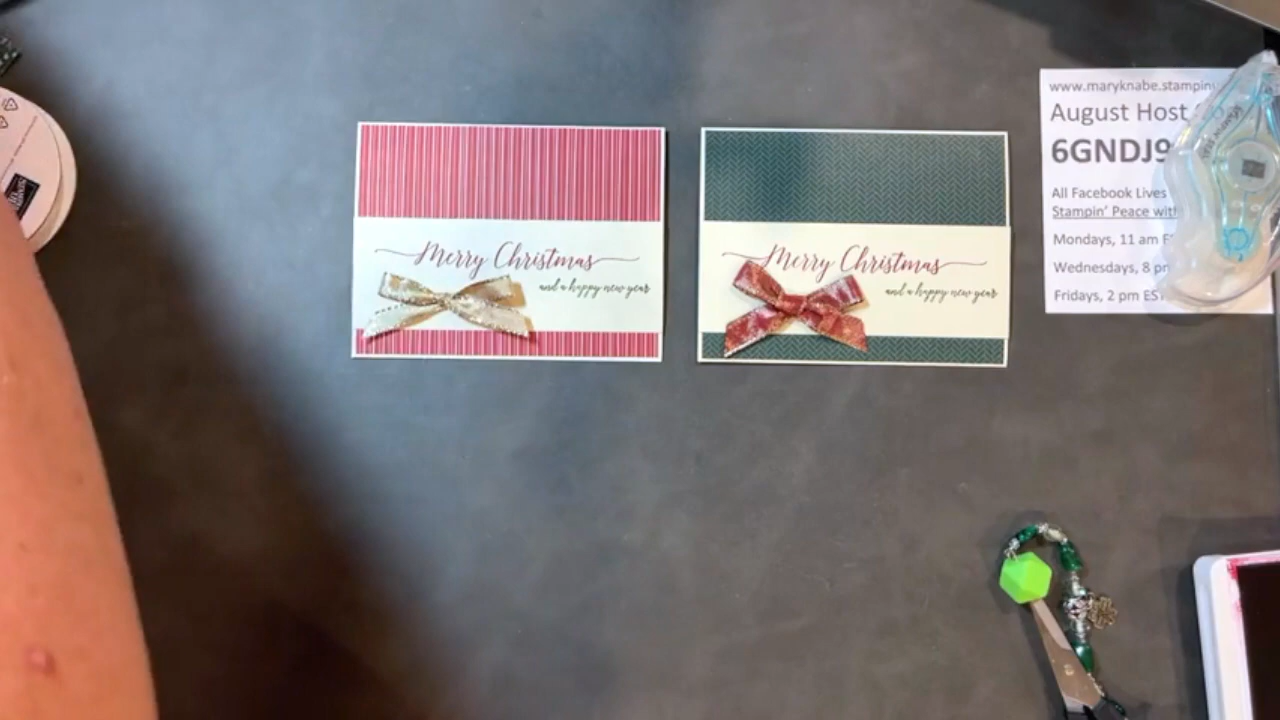 Merry Christmas
and a happy new year
Merry Christmas
and a happy new year
www.maryknabe.stampin
August Host
6GNDJ9
All Facebook Lives
Stampin' Peace with
Mondays, 11 am
Wednesdays, 8 pm
Fridays, 2 pm EST